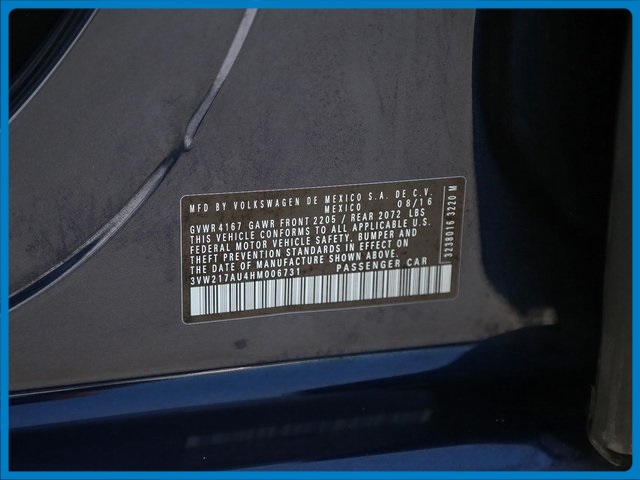 MFD BY VOLKSWAGEN DE MEXICO S.A. DE C.V.
MEXICO 08/16
GVWR4167 GAWR FRONT 2205 / REAR 2072 LBS
THIS VEHICLE CONFORMS TO ALL APPLICABLE U.S.
FEDERAL MOTOR VEHICLE SAFETY, BUMPER AND
THEFT PREVENTION STANDARDS IN EFFECT ON
THE DATE OF MANUFACTURE SHOWN ABOVE.
3VW217AU4HM006731 PASSENGER CAR
3238016 3220 M